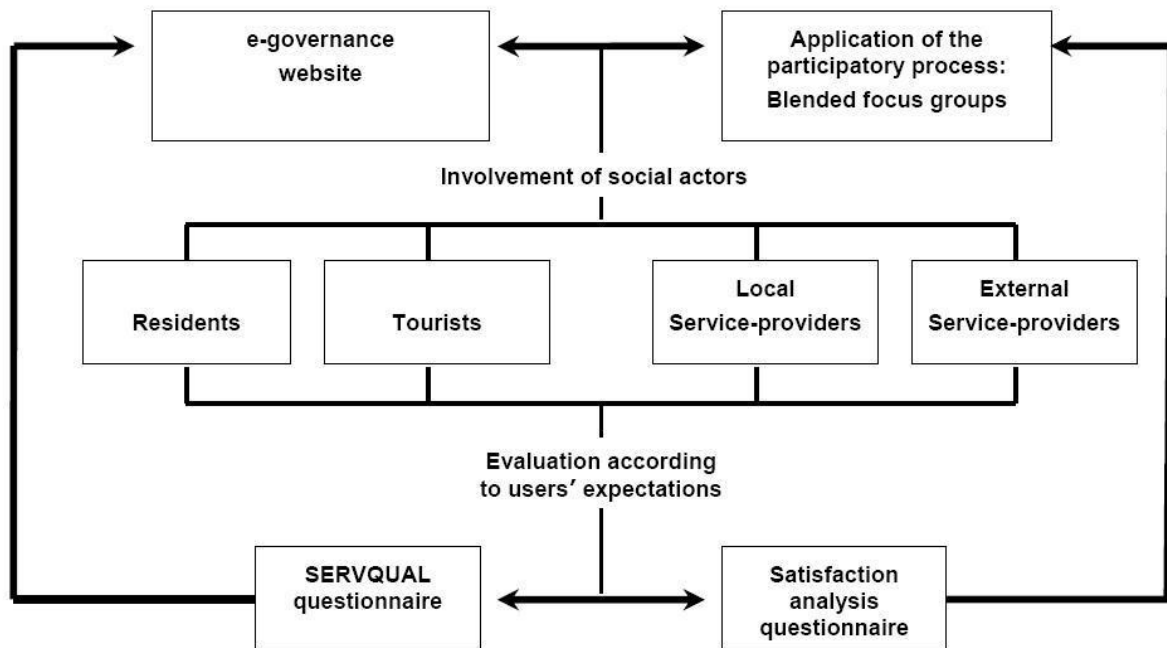 e-governance
website
Application of the
participatory process:
Blended focus groups
Involvement of social actors
Residents
Tourists
Local
Service-providers
External
Service-providers
Evaluation according
to users’ expectations
SERVQUAL
questionnaire
Satisfaction
analysis
questionnaire